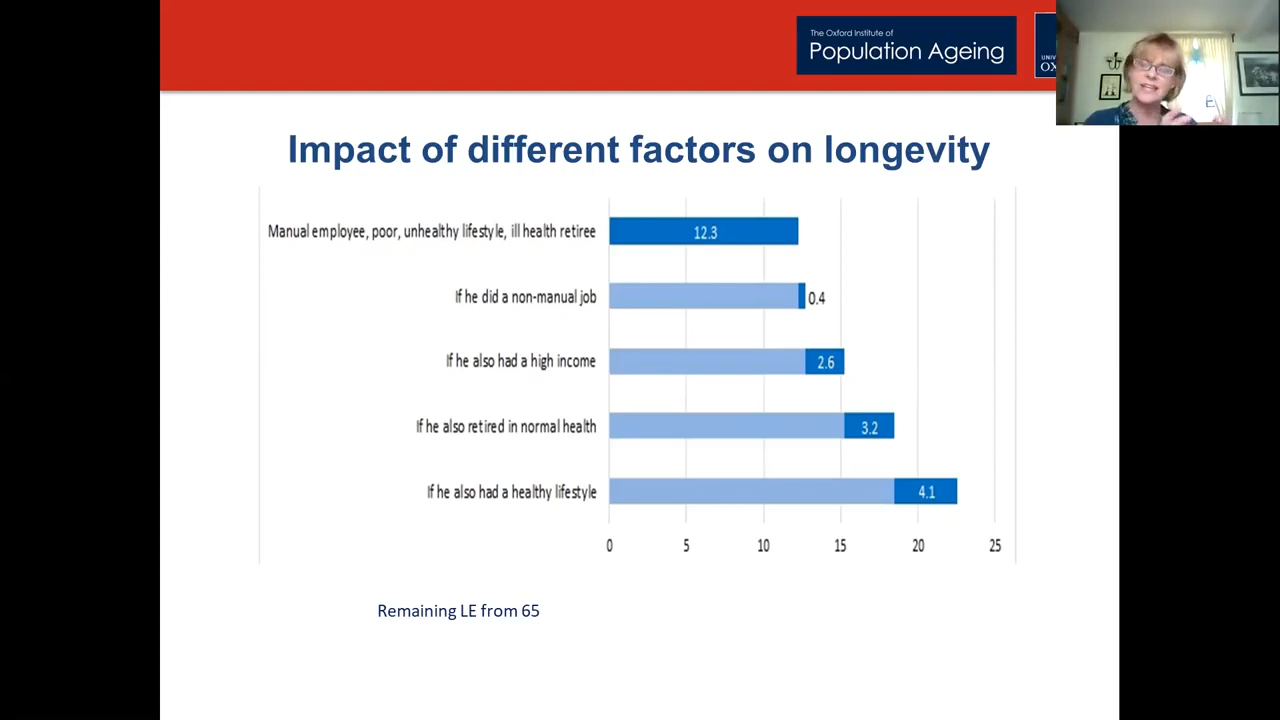 The Oxford Institute of
Population Ageing
UNIV
OX
Impact of different factors on longevity
Manual employee, poor, unhealthy lifestyle, ill health retiree
12.3
If he did a non-manual job
0.4
If he also had a high income
2.6
If he also retired in normal health
3.2
If he also had a healthy lifestyle
4.1
0 5 10 15 20 25
Remaining LE from 65